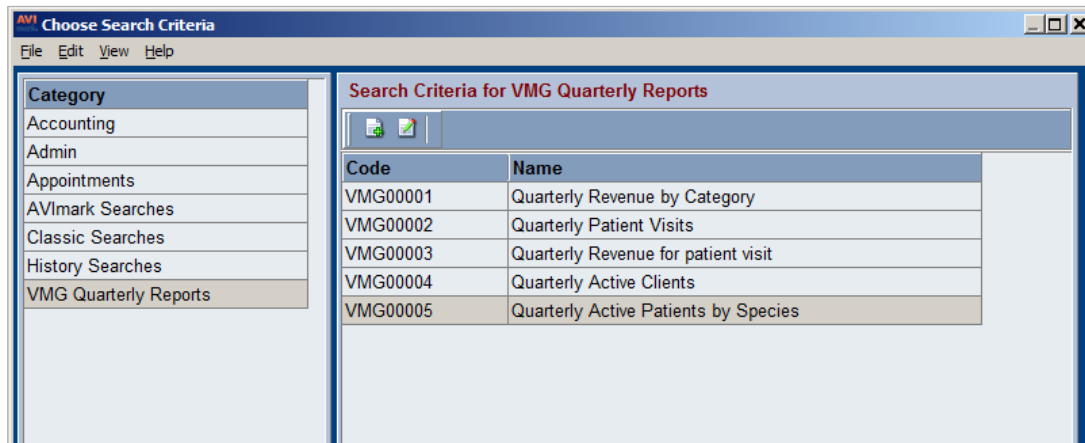 AVI Choose Search Criteria
File Edit View Help
Category
Accounting
Admin
Appointments
AVImark Searches
Classic Searches
History Searches
VMG Quarterly Reports
Search Criteria for VMG Quarterly Reports
Code Name
VMG00001 Quarterly Revenue by Category
VMG00002 Quarterly Patient Visits
VMG00003 Quarterly Revenue for patient visit
VMG00004 Quarterly Active Clients
VMG00005 Quarterly Active Patients by Species